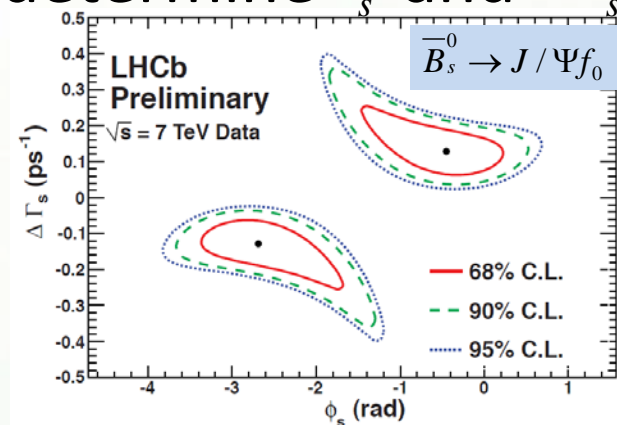 determine s and s
B̅⁰ₛ → J / Ψf₀
LHCb
Preliminary
√s = 7 TeV Data
ΔΓₛ (ps⁻¹)
0.5
0.4
0.3
0.2
0.1
0
-0.1
-0.2
-0.3
-0.4
-0.5
68% C.L.
90% C.L.
95% C.L.
-4 -3 -2 -1 0 1
ϕₛ (rad)